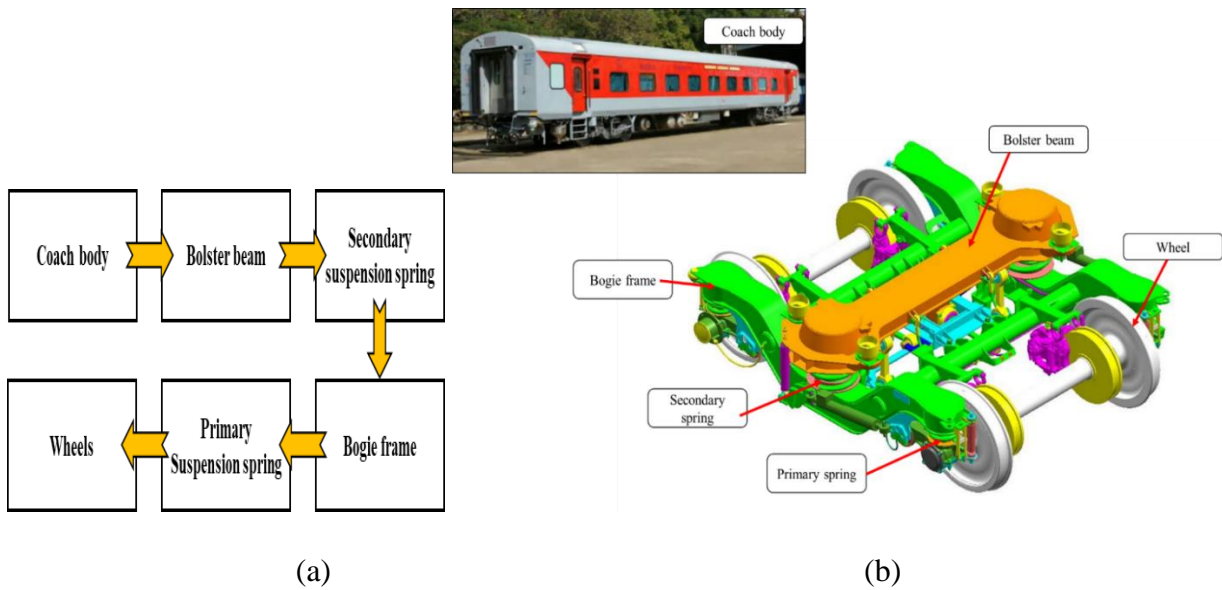 Coach body
Bolster beam
Coach body
Bolster beam
Secondary
suspension spring
Wheel
Bogie frame
Wheels
Primary
Suspension spring
Bogie frame
Secondary
spring
Primary spring
(a)
(b)